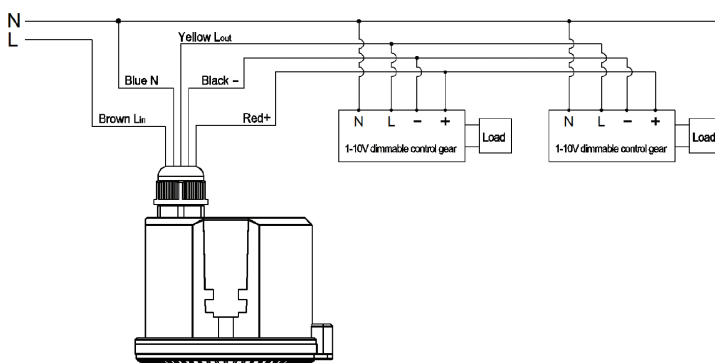 N
L
Yellow Lout
Blue N
Black –
Brown Lin
Red+
N L – +
1-10V dimmable control gear
Load
N L – +
1-10V dimmable control gear
Load